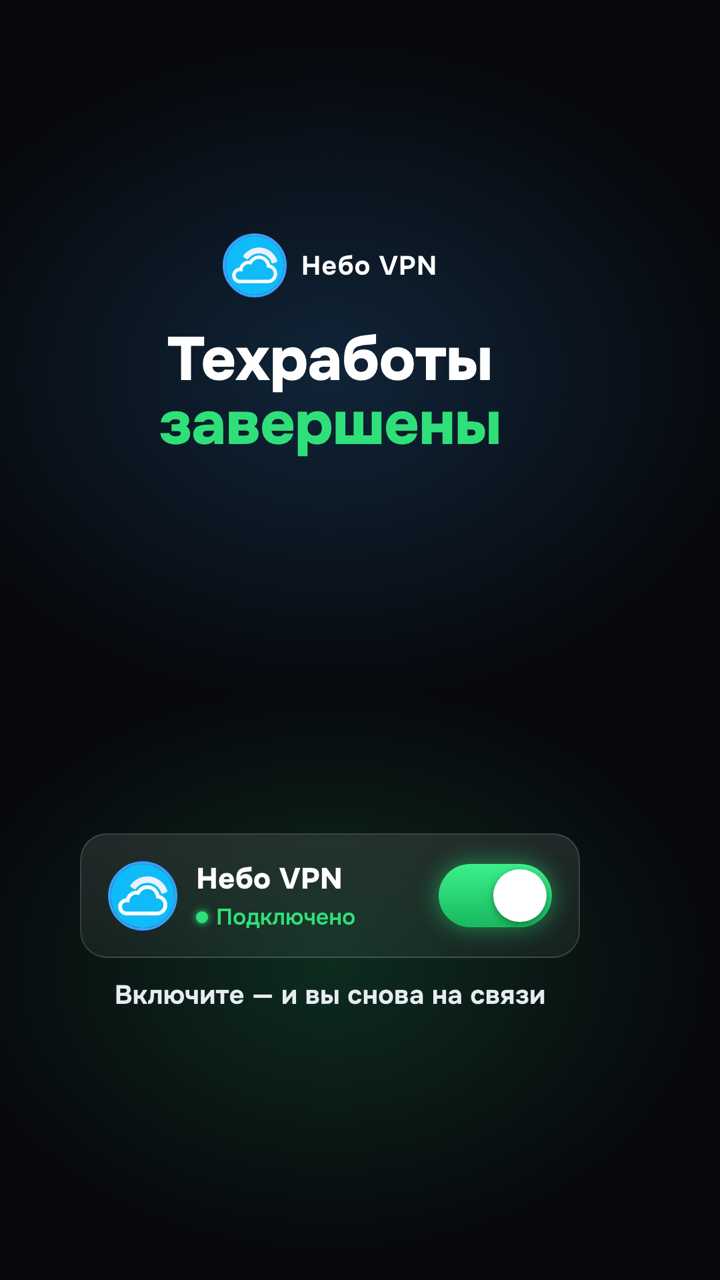 Небо VPN
Техработы
завершены
Небо VPN
Подключено
Включите — и вы снова на связи